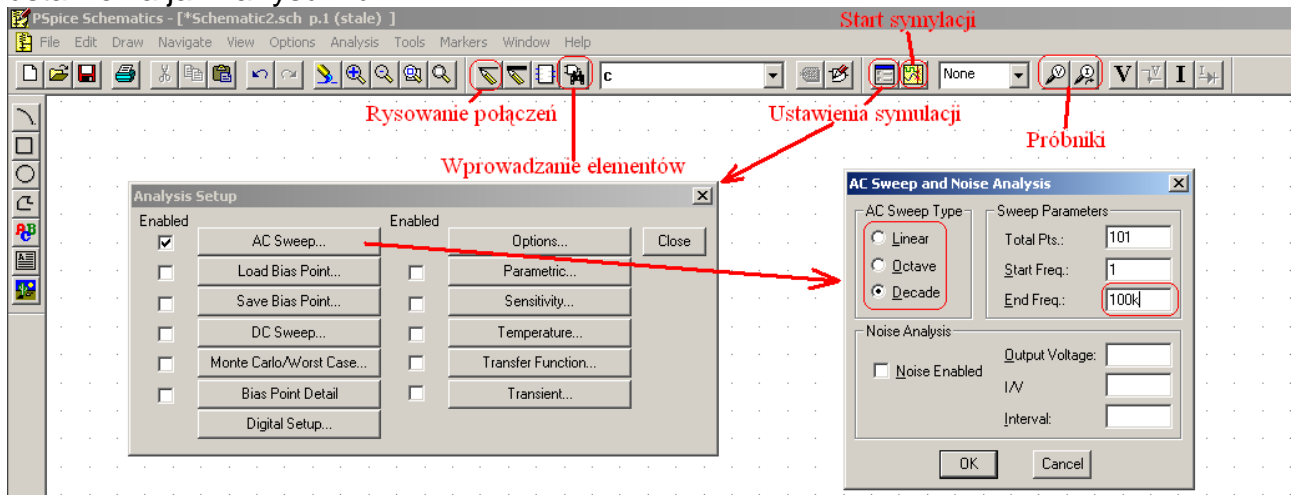 PSpice Schematics - [*Schematic2.sch p.1 (stale) ]
Start symylacji
File Edit Draw Navigate View Options Analysis Tools Markers Window Help
c
None
V V I
Rysowanie połączeń
Ustawienia symulacji
Próbniki
Wprowadzanie elementów
Analysis Setup
Enabled Enabled
AC Sweep... Options... Close
Load Bias Point... Parametric...
Save Bias Point... Sensitivity...
DC Sweep... Temperature...
Monte Carlo/Worst Case... Transfer Function...
Bias Point Detail Transient...
Digital Setup...
AC Sweep and Noise Analysis
AC Sweep Type Sweep Parameters
Linear Total Pts.: 101
Octave Start Freq.: 1
Decade End Freq.: 100k
Noise Analysis
Output Voltage:
Noise Enabled
I/V
Interval:
OK Cancel